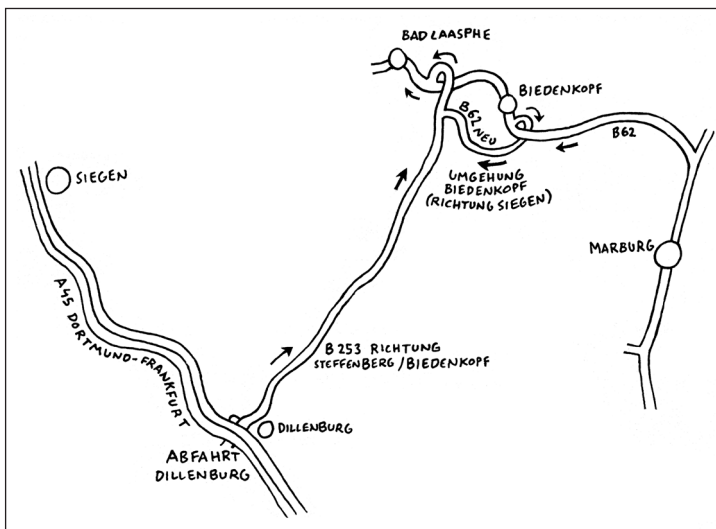 BAD LAASPHE
BIEDENKOPF
B62
NEU
B62
UMGEHUNG
BIEDENKOPF
(RICHTUNG SIEGEN)
SIEGEN
MARBURG
A45 DORTMUND-FRANKFURT
B 253 RICHTUNG
STEFFENBERG/BIEDENKOPF
DILLENBURG
ABFAHRT
DILLENBURG